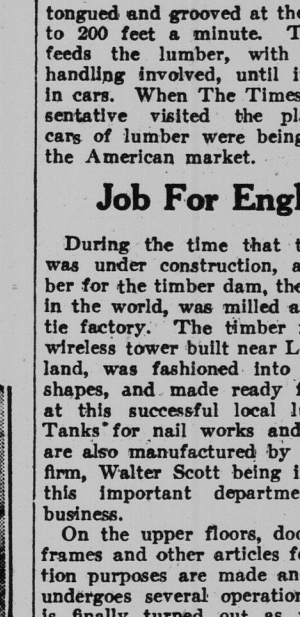 tongued and grooved at the
to 200 feet a minute. T
feeds the lumber, with
handling involved, until i
in cars. When The Times
sentative visited the pl
cars of lumber were being
the American market.
Job For Engl
During the time that t
was under construction, a
ber for the timber dam, the
in the world, was milled a
tie factory. The timber
wireless tower built near L
land, was fashioned into
shapes, and made ready f
at this successful local l
Tanks for nail works and
are also manufactured by
firm, Walter Scott being i
this important departme
business.
On the upper floors, doo
frames and other articles f
tion purposes are made an
undergoes several operation
is finally turned out as